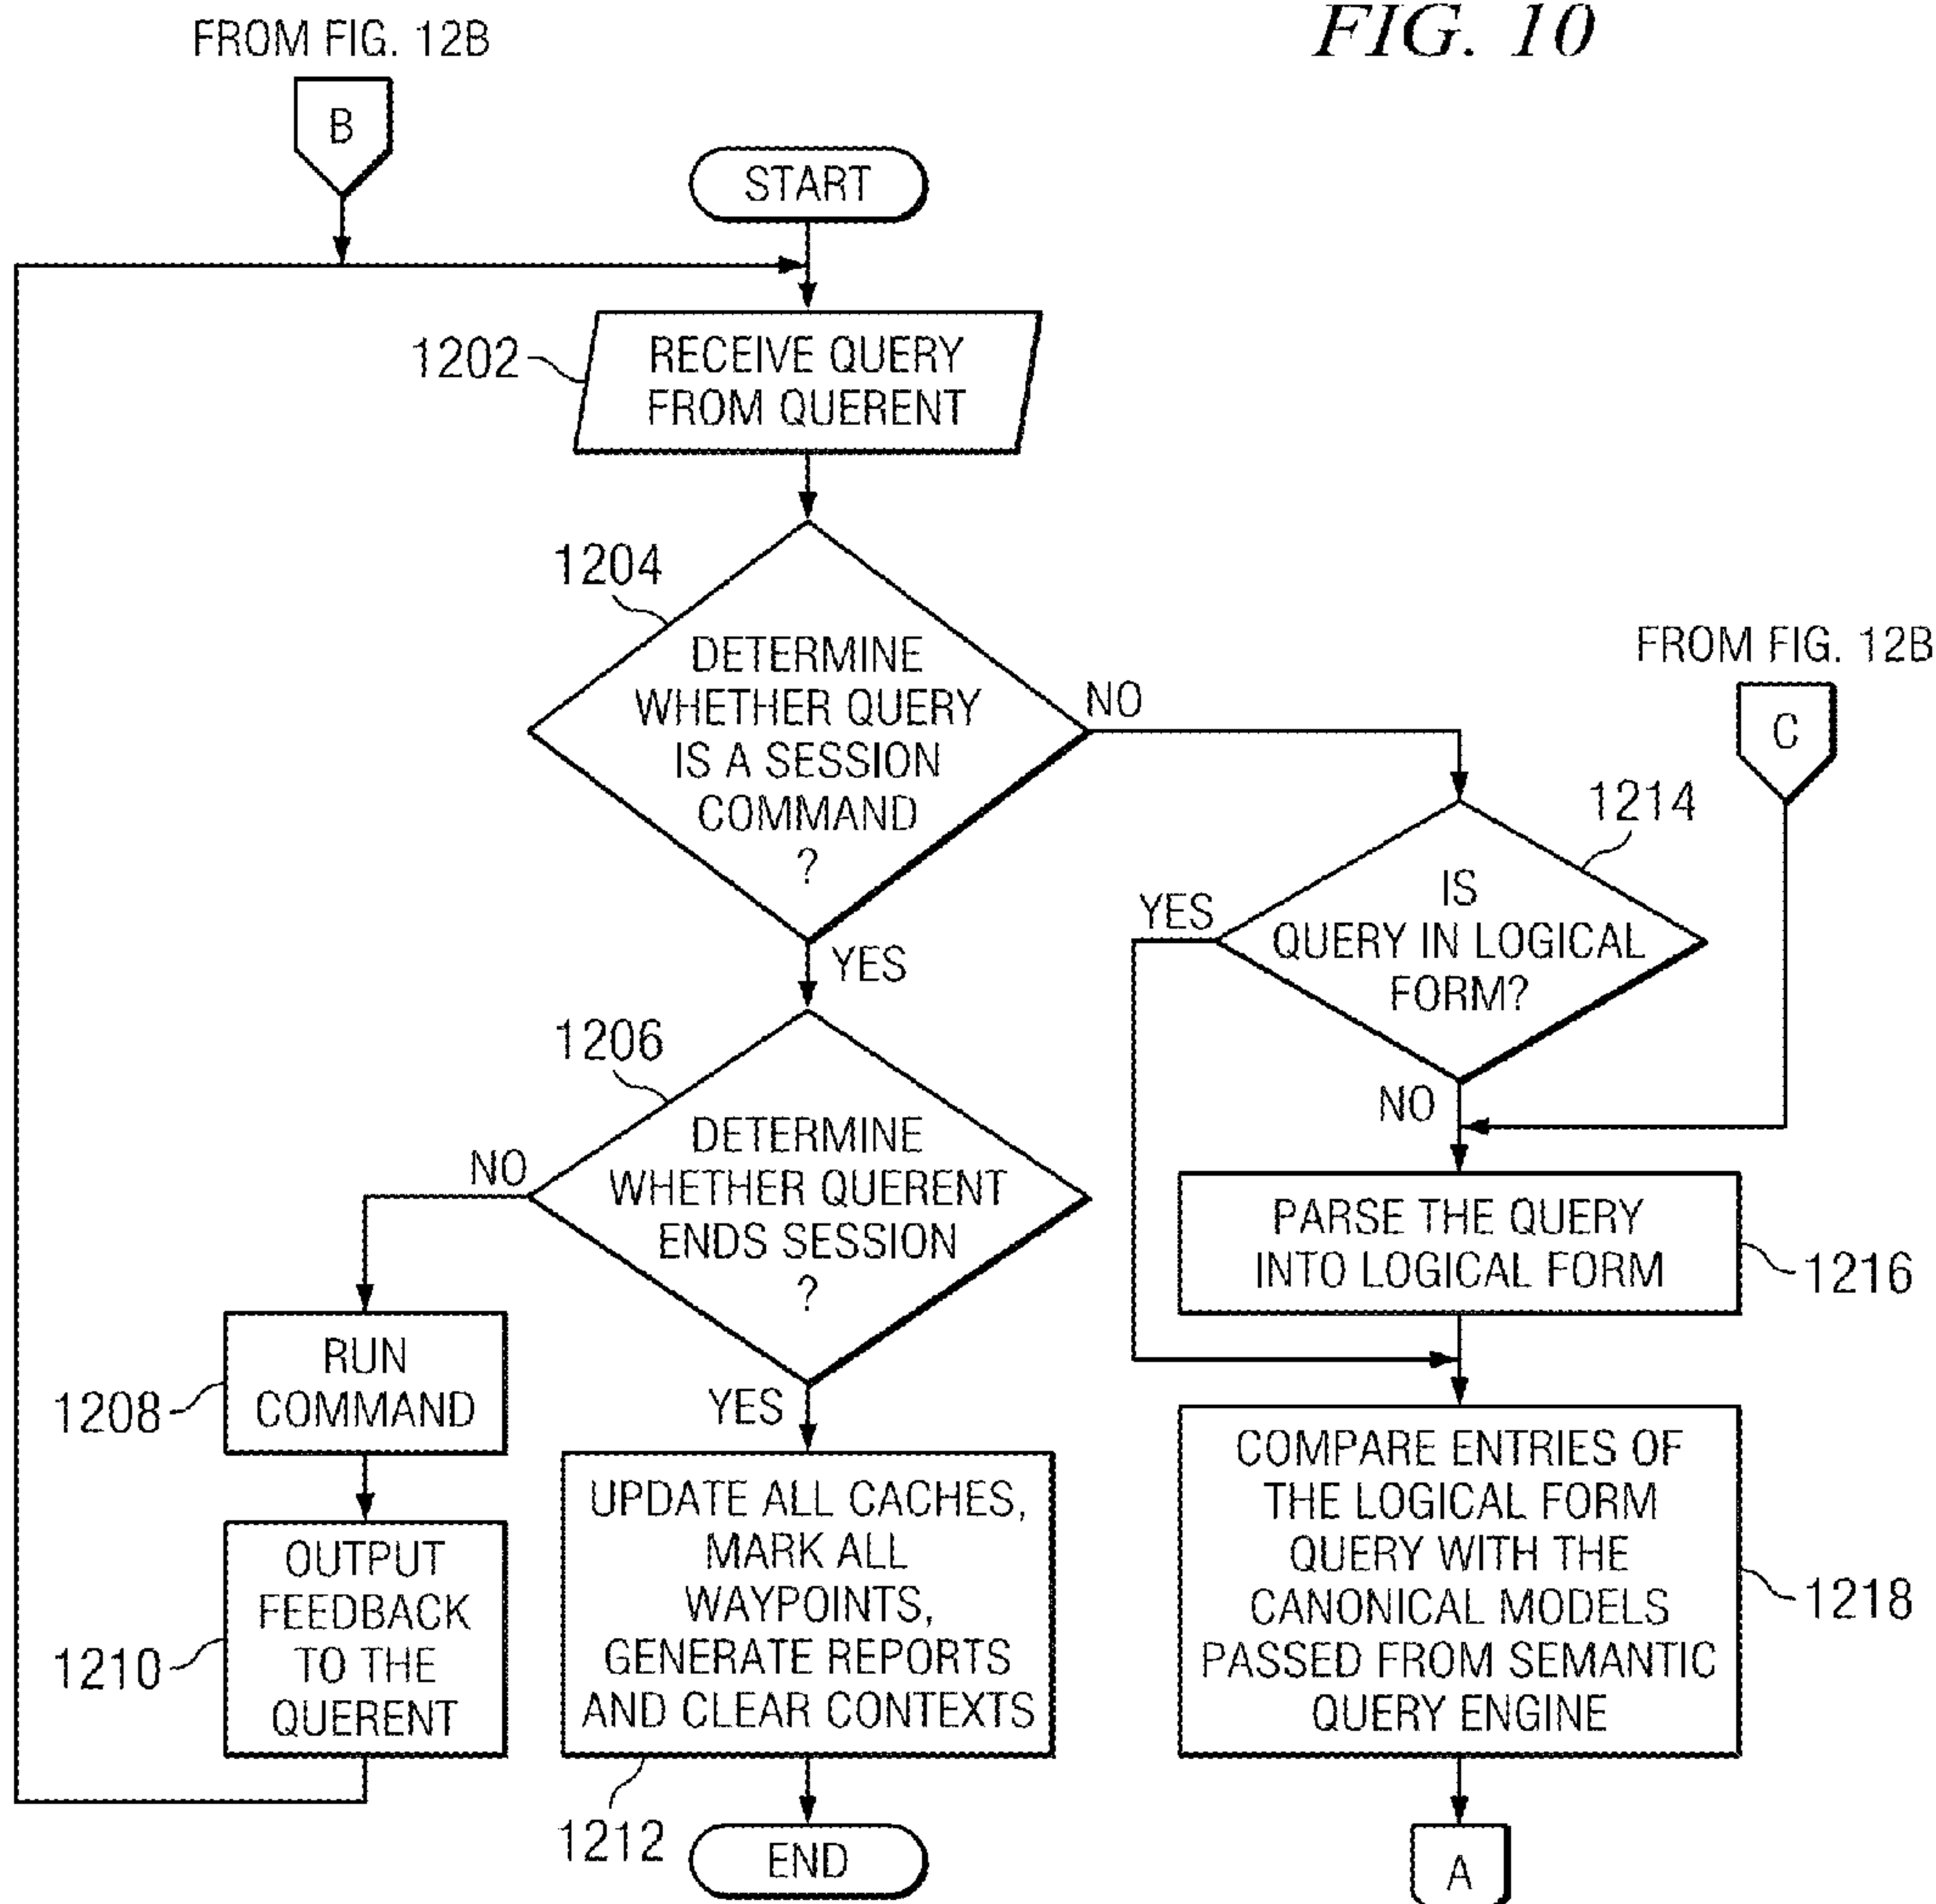 FIG. 10
FROM FIG. 12B
B
START
1202
RECEIVE QUERY
FROM QUERENT
1204
DETERMINE
WHETHER QUERY
IS A SESSION
COMMAND
?
NO
YES
FROM FIG. 12B
C
1214
IS
QUERY IN LOGICAL
FORM?
YES
NO
1206
DETERMINE
WHETHER QUERENT
ENDS SESSION
?
NO
YES
PARSE THE QUERY
INTO LOGICAL FORM
1216
RUN
COMMAND
1208
OUTPUT
FEEDBACK
TO THE
QUERENT
1210
UPDATE ALL CACHES,
MARK ALL
WAYPOINTS,
GENERATE REPORTS
AND CLEAR CONTEXTS
1212
END
COMPARE ENTRIES OF
THE LOGICAL FORM
QUERY WITH THE
CANONICAL MODELS
PASSED FROM SEMANTIC
QUERY ENGINE
1218
A